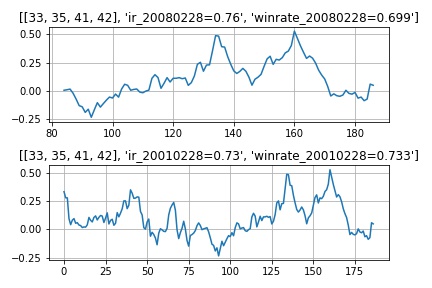 [[33, 35, 41, 42], 'ir_20080228=0.76', 'winrate_20080228=0.699']
0.50
0.25
0.00
-0.25
80 100 120 140 160 180
[[33, 35, 41, 42], 'ir_20010228=0.73', 'winrate_20010228=0.733']
0.50
0.25
0.00
-0.25
0 25 50 75 100 125 150 175